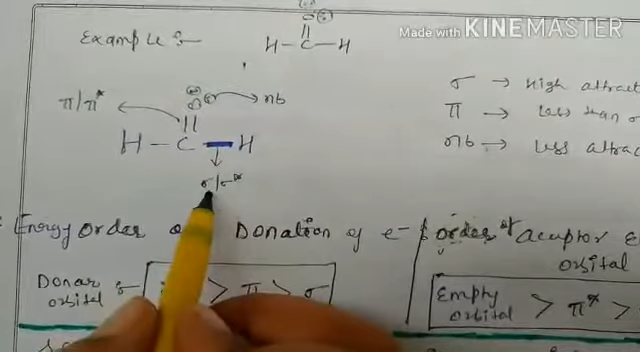 Made with KINEMASTER
Example :-
O
H-C-H
σ → High attract
π/π*
O → nb
π → Less than σ
H - C - H
nb → Less attrac
σ/σ*
: Energy order o Donation of e- order of acceptor E
orbital
Donar
orbital :-
> π > σ
Empty
orbital > π* >